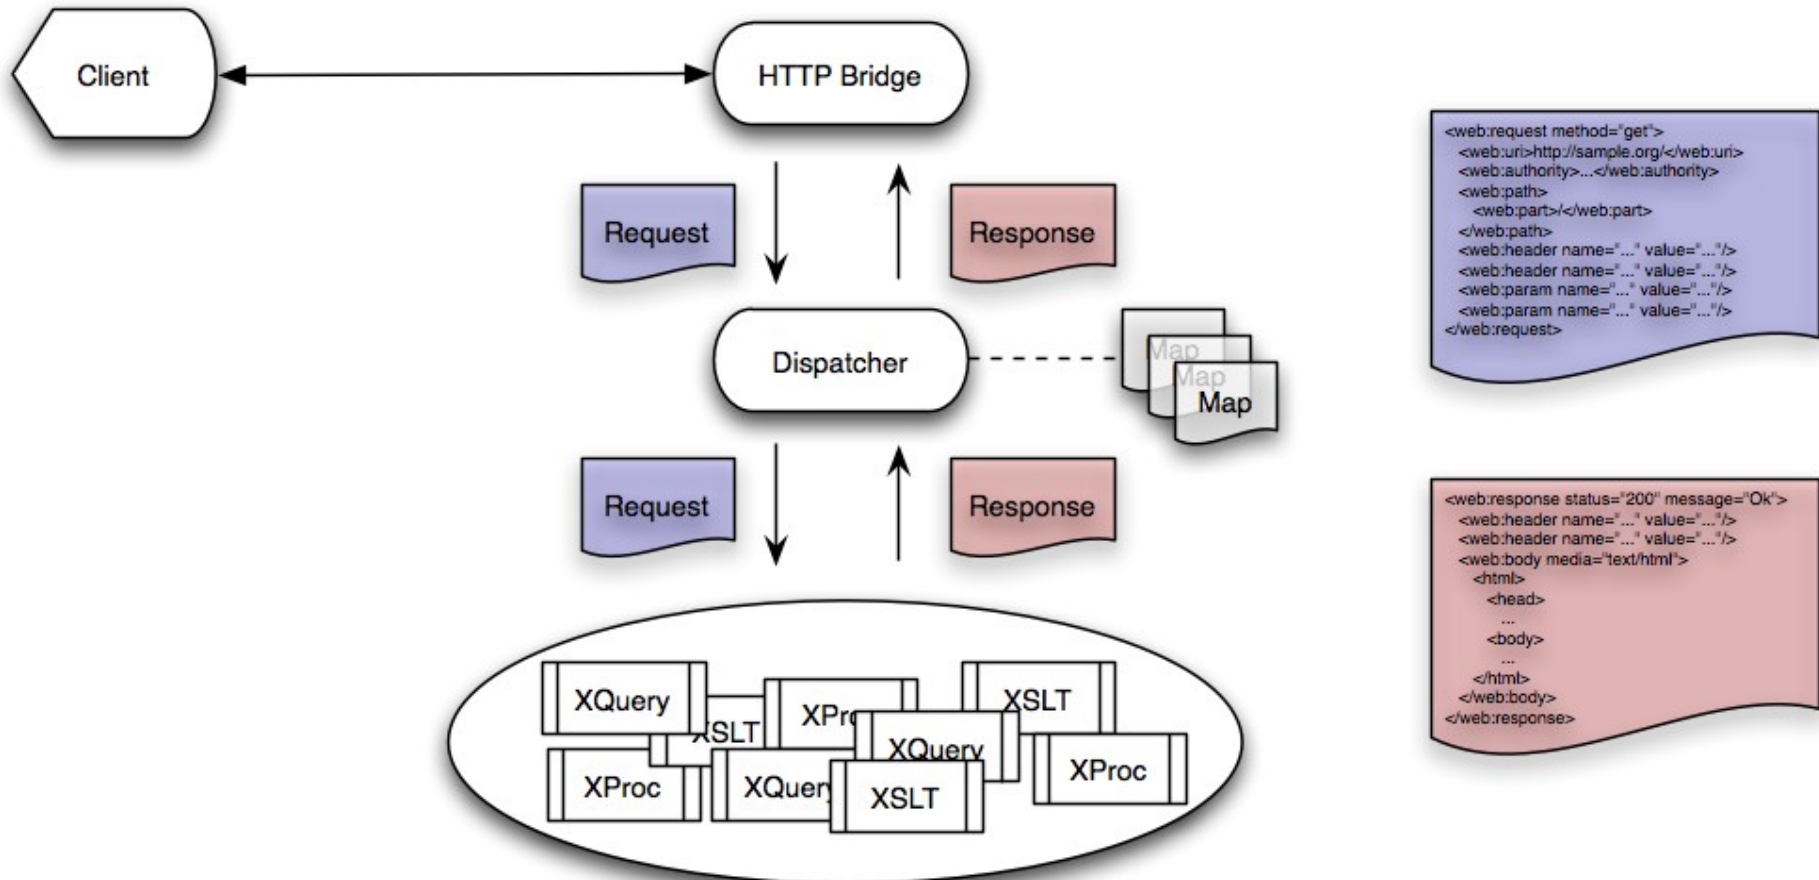 Client
HTTP Bridge
Request
Response
Dispatcher
Map
Map
Map
Request
Response
XQuery
XSLT
XPro
XSLT
XQuery
XProc
XProc
XQuery
XSLT
<web:request method="get">
<web:uri>http://sample.org/</web:uri>
<web:authority>...</web:authority>
<web:path>
<web:part>/</web:part>
</web:path>
<web:header name="..." value="..."/>
<web:header name="..." value="..."/>
<web:param name="..." value="..."/>
<web:param name="..." value="..."/>
</web:request>
<web:response status="200" message="Ok">
<web:header name="..." value="..."/>
<web:header name="..." value="..."/>
<web:body media="text/html">
<html>
<head>
...
<body>
...
</html>
</web:body>
</web:response>